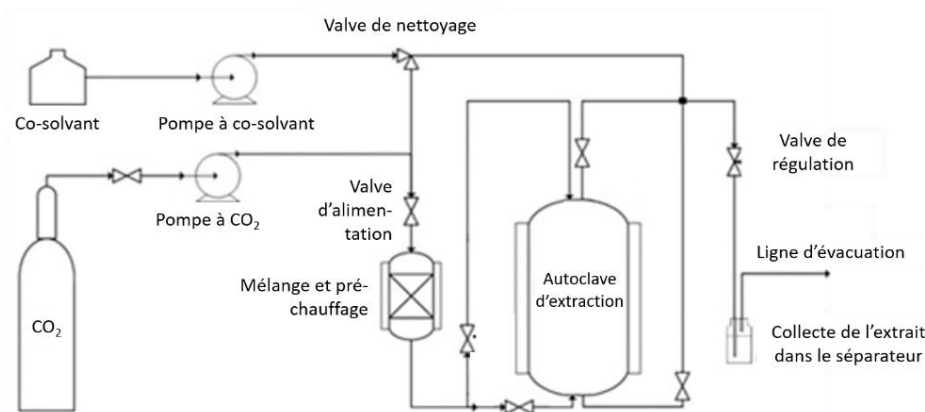 Valve de nettoyage
Co-solvant
Pompe à co-solvant
Valve de
régulation
Valve
d'alimen-
tation
Pompe à CO₂
Ligne d'évacuation
Mélange et pré-
chauffage
Autoclave
d'extraction
CO₂
Collecte de l'extrait
dans le séparateur